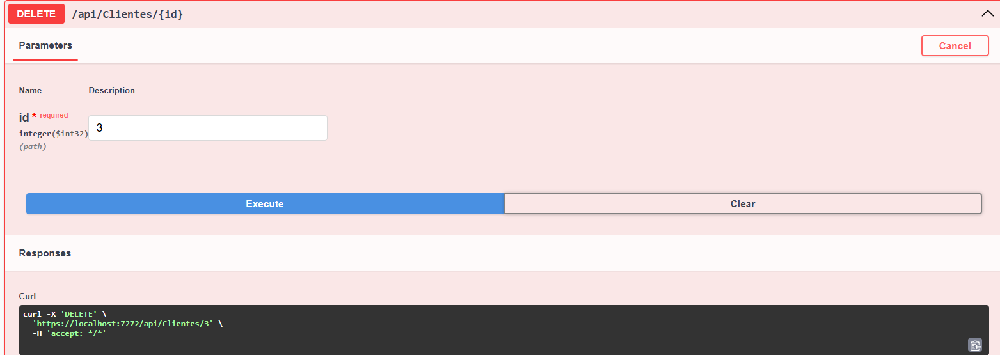 DELETE /api/Clientes/{id}
Parameters
Cancel
Name Description
id * required
integer($int32)
(path)
3
Execute Clear
Responses
Curl
curl -X 'DELETE' \
'https://localhost:7272/api/Clientes/3' \
-H 'accept: */*'